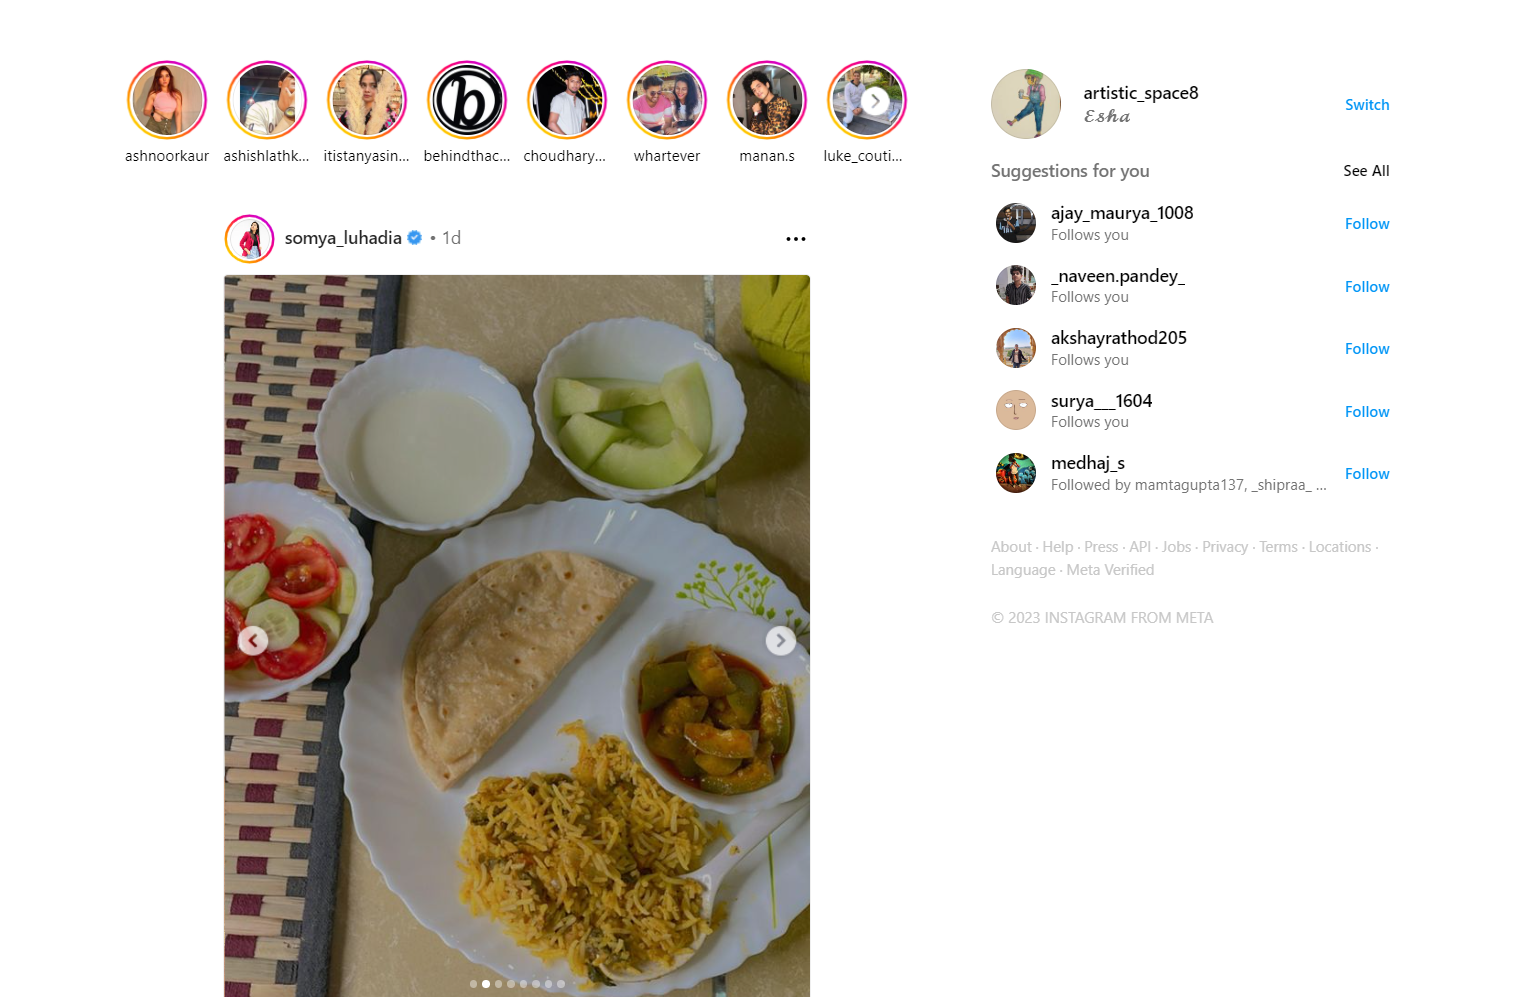 ashnoorkaur
ashishlathk...
itistanyasin...
behindthac...
choudhary...
whartever
manan.s
luke_couti...
somya_luhadia • 1d
artistic_space8
𝓔𝓼𝓱𝓪
Switch
Suggestions for you
See All
ajay_maurya_1008
Follows you
Follow
_naveen.pandey_
Follows you
Follow
akshayrathod205
Follows you
Follow
surya___1604
Follows you
Follow
medhaj_s
Followed by mamtagupta137, _shipraa_ ...
Follow
About · Help · Press · API · Jobs · Privacy · Terms · Locations ·
Language · Meta Verified
© 2023 INSTAGRAM FROM META